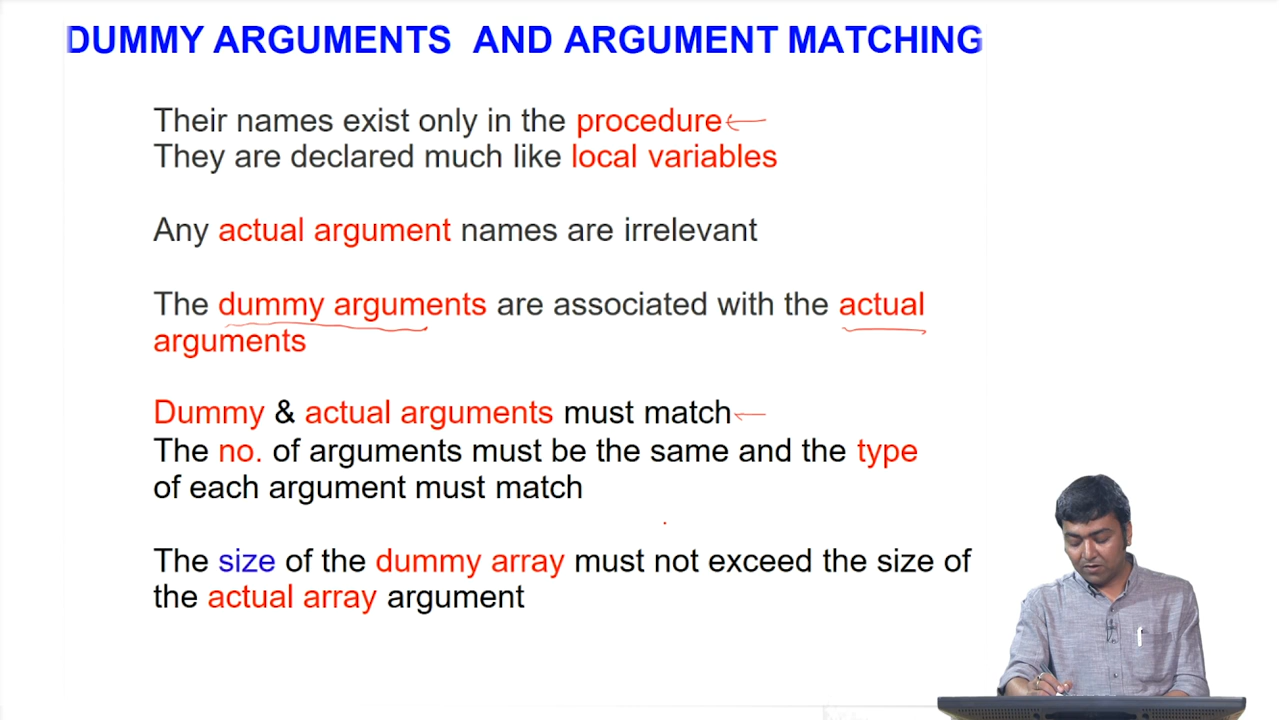 DUMMY ARGUMENTS AND ARGUMENT MATCHING
Their names exist only in the procedure
They are declared much like local variables
Any actual argument names are irrelevant
The dummy arguments are associated with the actual
arguments
Dummy & actual arguments must match
The no. of arguments must be the same and the type
of each argument must match
The size of the dummy array must not exceed the size of
the actual array argument